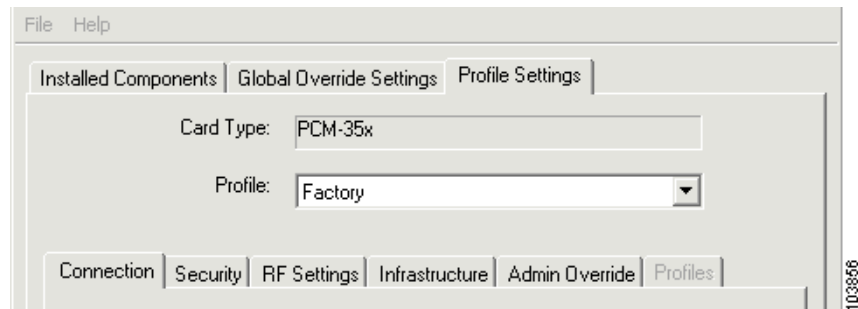 File Help
Installed Components Global Override Settings Profile Settings
Card Type: PCM-35x
Profile: Factory
Connection Security RF Settings Infrastructure Admin Override Profiles
103856